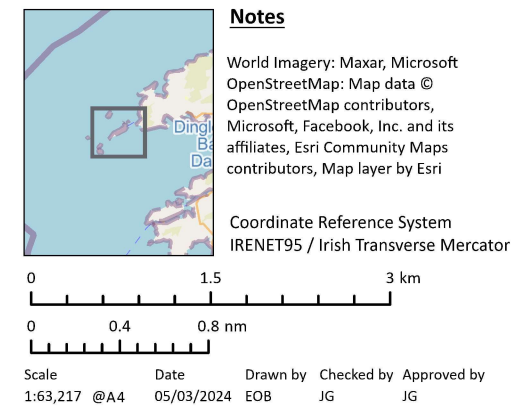 Notes
World Imagery: Maxar, Microsoft
OpenStreetMap: Map data ©
OpenStreetMap contributors,
Microsoft, Facebook, Inc. and its
affiliates, Esri Community Maps
contributors, Map layer by Esri
Dingl
Ba
Da
Coordinate Reference System
IRENET95 / Irish Transverse Mercator
0 1.5 3 km
0 0.4 0.8 nm
Scale Date Drawn by Checked by Approved by
1:63,217 @A4 05/03/2024 EOB JG JG